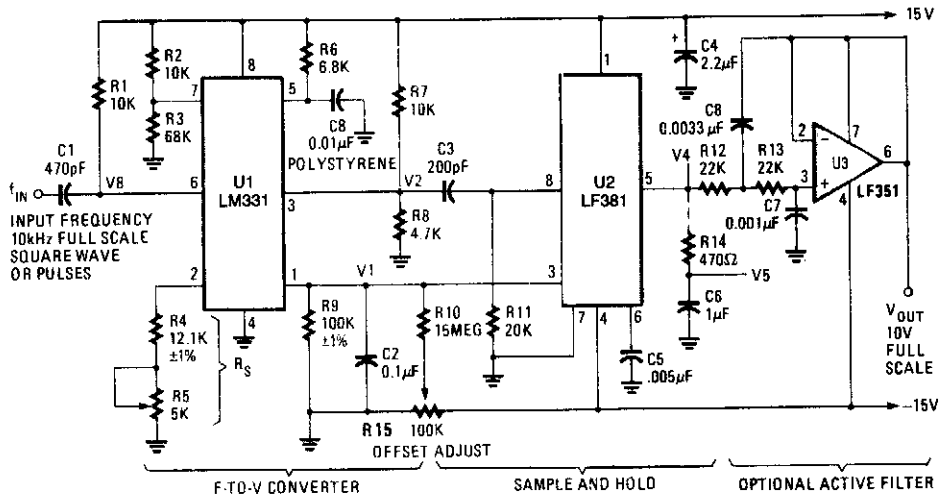 15V
R1
10K
R2
10K
R3
68K
8
7
5
R6
6.8K
C8
0.01µF
POLYSTYRENE
R7
10K
1
C4
2.2µF
+
C8
0.0033 µF
2
7
6
3
4
U3
LF351
C1
470pF
fIN
V8
6
U1
LM331
3
V2
C3
200pF
8
U2
LF381
5
V4
R12
22K
R13
22K
C7
0.001µF
INPUT FREQUENCY
10kHz FULL SCALE
SQUARE WAVE
OR PULSES
R8
4.7K
R14
470Ω
V5
2
1
V1
3
R4
12.1K
±1%
4
RS
R5
5K
R9
100K
±1%
C2
0.1µF
R10
15MEG
R11
20K
7
4
6
C5
.005µF
C6
1µF
VOUT
10V
FULL
SCALE
R15
100K
OFFSET ADJUST
−15V
F-TO-V CONVERTER
SAMPLE AND HOLD
OPTIONAL ACTIVE FILTER